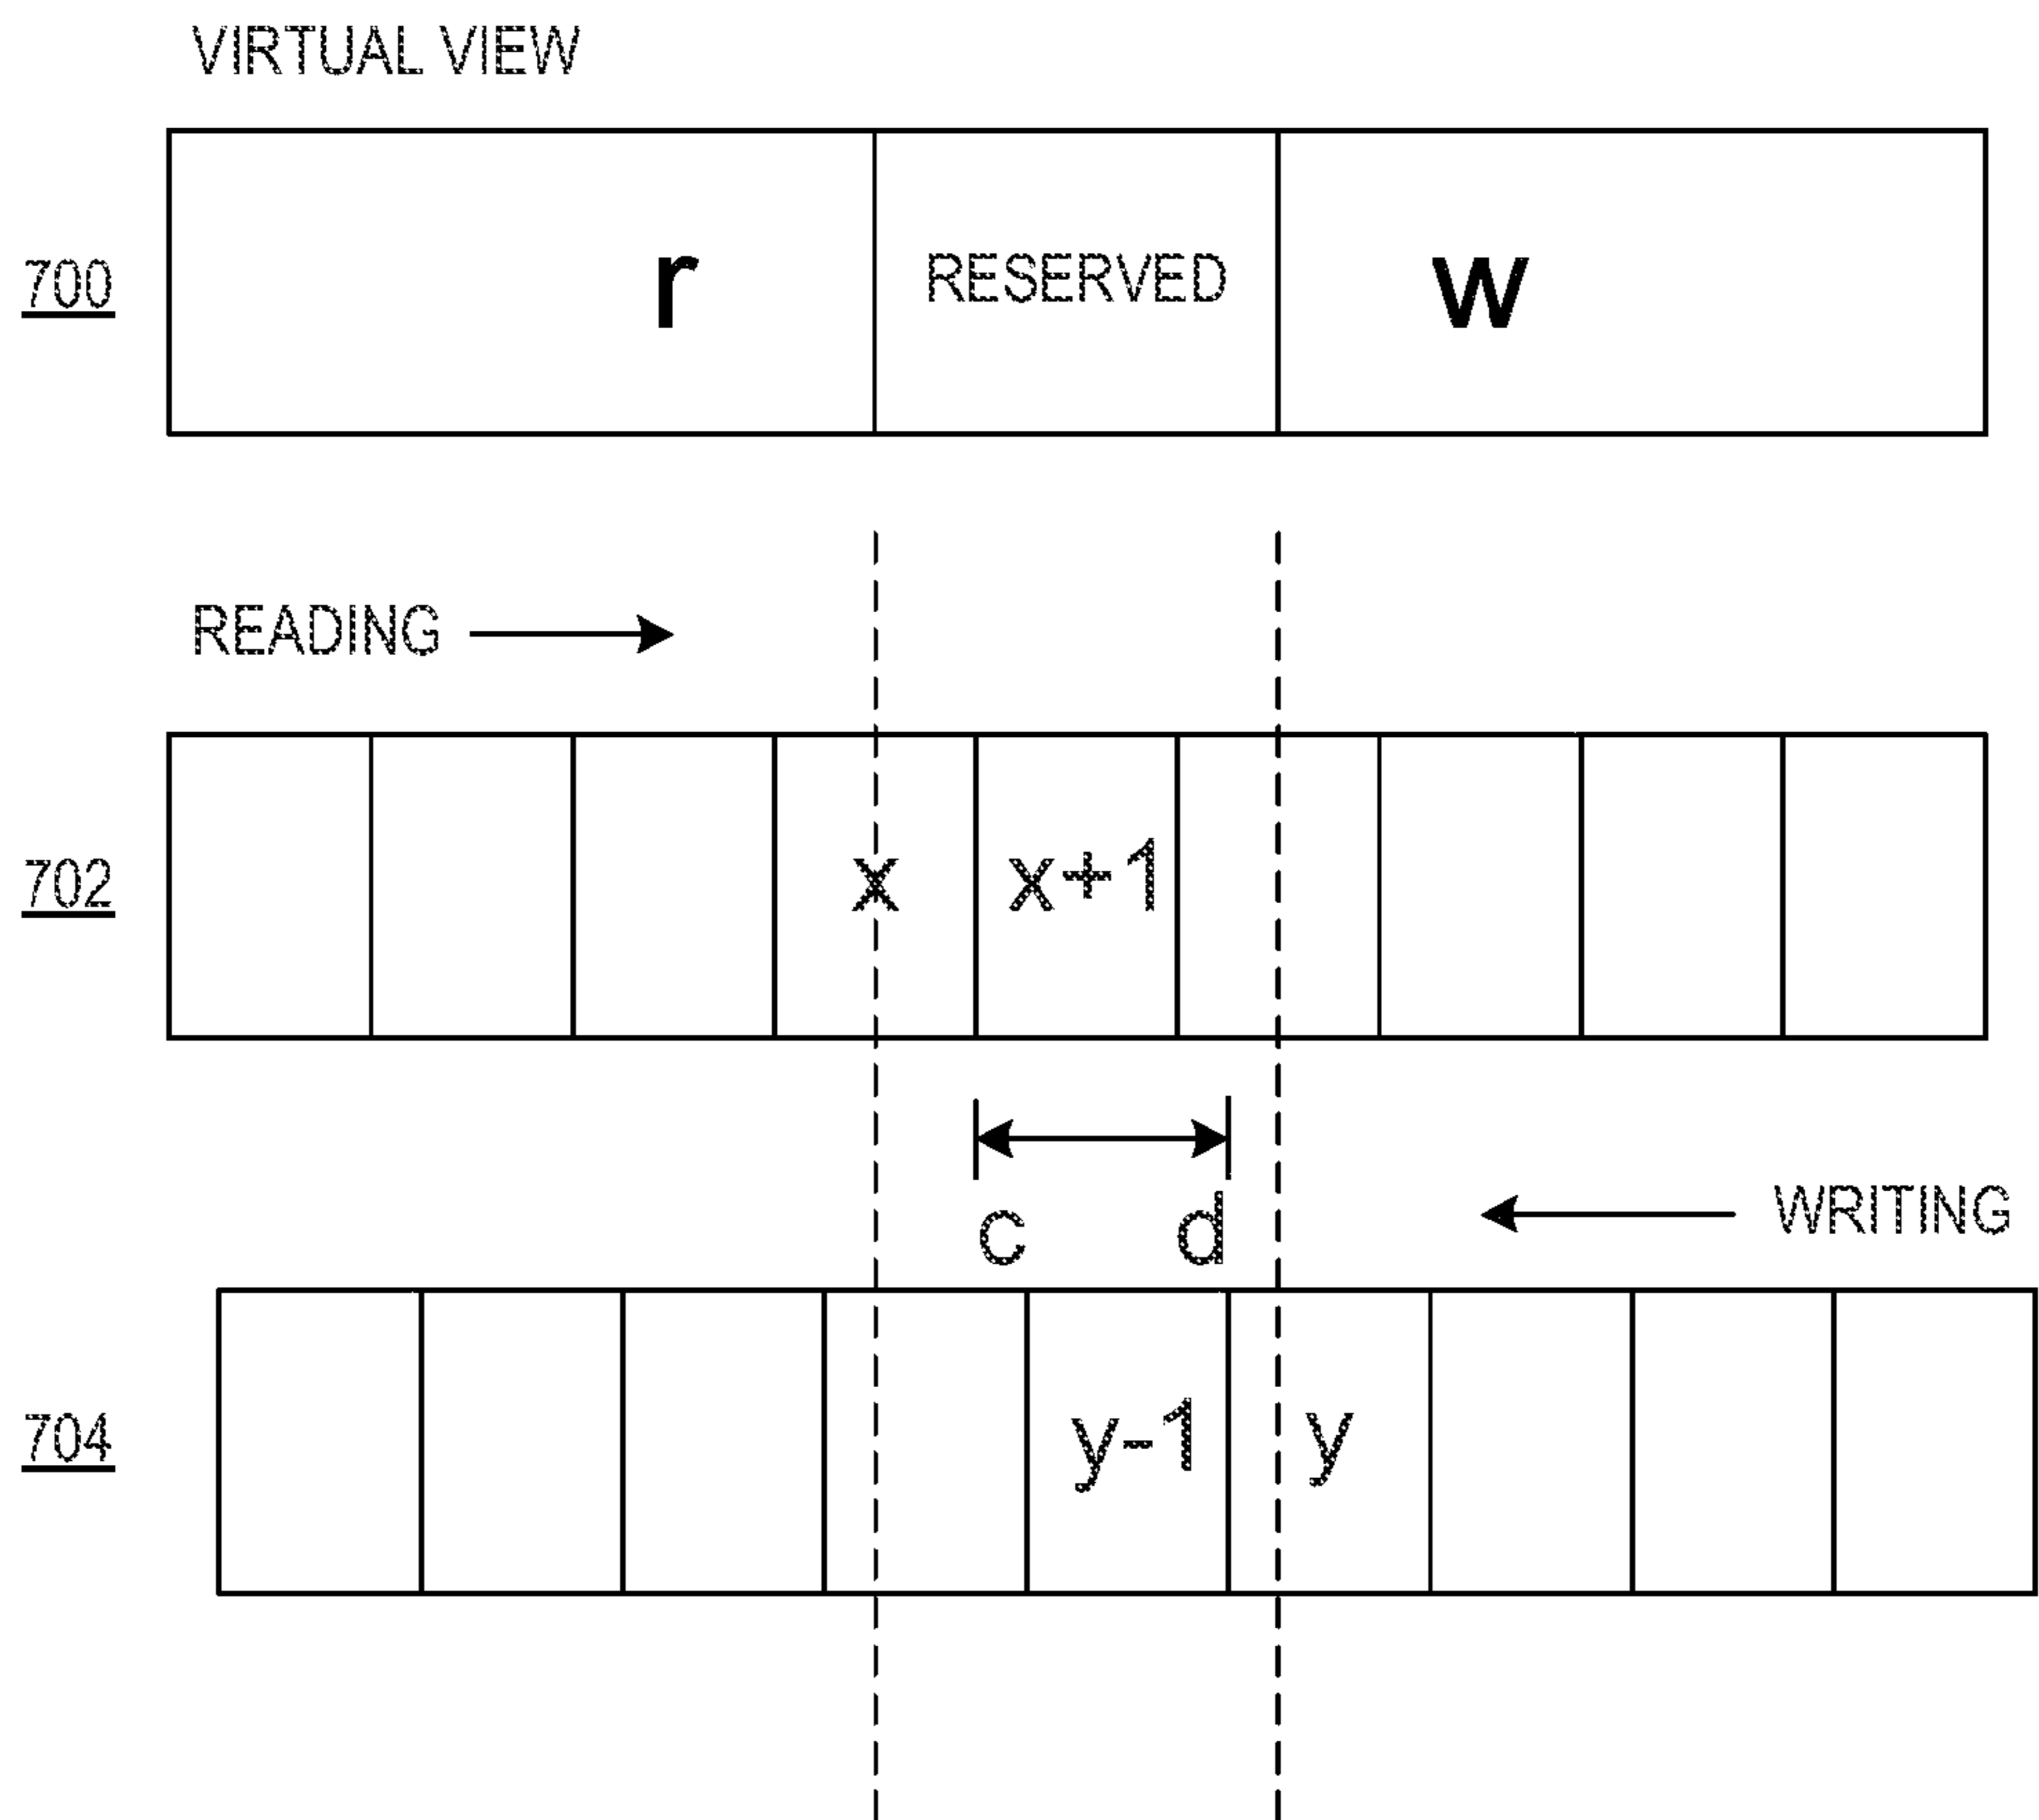 VIRTUAL VIEW
700
r RESERVED w
READING
702
x x+1
c d
WRITING
704
y-1 y